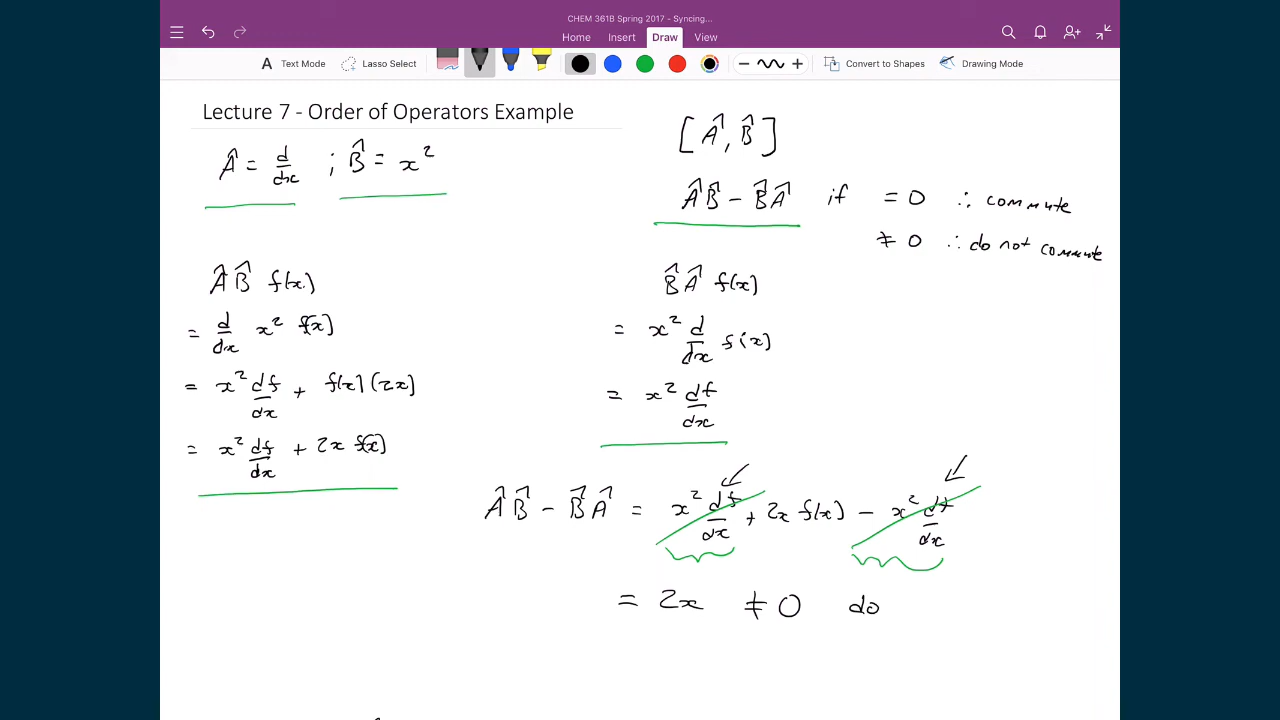 CHEM 361B Spring 2017 - Syncing...
Home Insert Draw View
A Text Mode Lasso Select Convert to Shapes Drawing Mode
Lecture 7 - Order of Operators Example
Â = d/dx ; B̂ = x²
[Â, B̂]
ÂB̂ - B̂Â if = 0 ∴ commute
≠ 0 ∴ do not commute
ÂB̂ f(x)
= d/dx x² f(x)
= x² df/dx + f(x)(2x)
= x² df/dx + 2x f(x)
B̂Â f(x)
= x² d/dx f(x)
= x² df/dx
ÂB̂ - B̂Â = x² df/dx + 2x f(x) - x² df/dx
= 2x ≠ 0 do